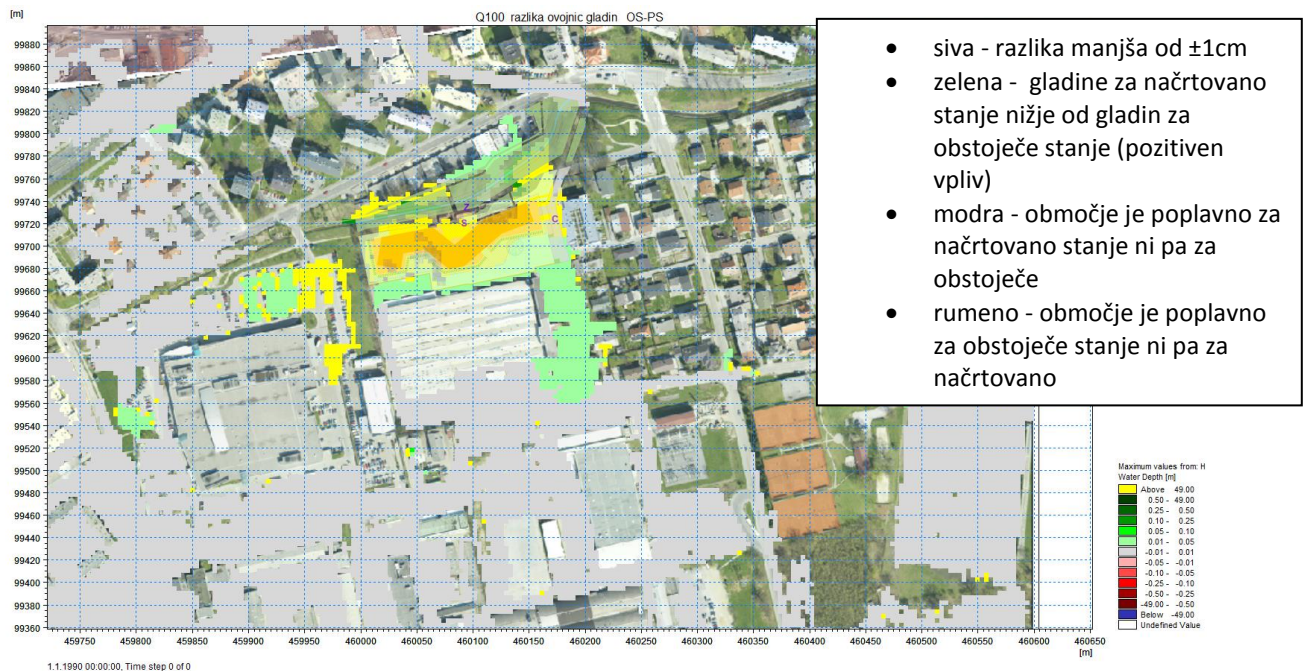 [m]
Q100 razlika ovojnic gladin OS-PS
99880
99860
99840
99820
99800
99780
99760
99740
99720
99700
99680
99660
99640
99620
99600
99580
99560
99540
99520
99500
99480
99460
99440
99420
99400
99380
99360
Z
S
C
459750 459800 459850 459900 459950 460000 460050 460100 460150 460200 460250 460300 460350 460400 460450 460500 460550 460600 460650
[m]
1.1.1990 00:00:00, Time step 0 of 0
• siva - razlika manjša od ±1cm
• zelena - gladine za načrtovano
stanje nižje od gladin za
obstoječe stanje (pozitiven
vpliv)
• modra - območje je poplavno za
načrtovano stanje ni pa za
obstoječe
• rumeno - območje je poplavno
za obstoječe stanje ni pa za
načrtovano
Maximum values from: H
Water Depth [m]
Above 49.00
0.50 - 49.00
0.25 - 0.50
0.10 - 0.25
0.05 - 0.10
0.01 - 0.05
-0.01 - 0.01
-0.05 - -0.01
-0.10 - -0.05
-0.25 - -0.10
-0.50 - -0.25
-49.00 - -0.50
Below -49.00
Undefined Value